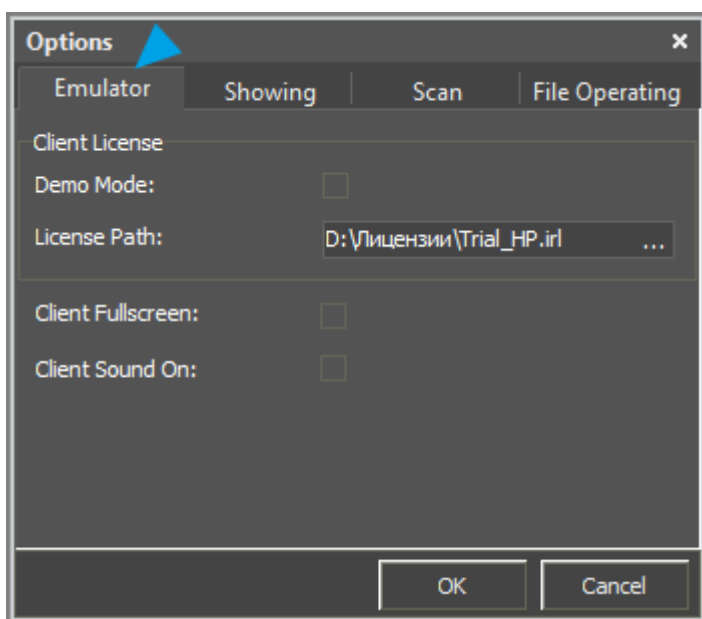 Options
Emulator Showing Scan File Operating
Client License
Demo Mode:
License Path: D:\Лицензии\Trial_HP.irl ...
Client Fullscreen:
Client Sound On:
OK Cancel